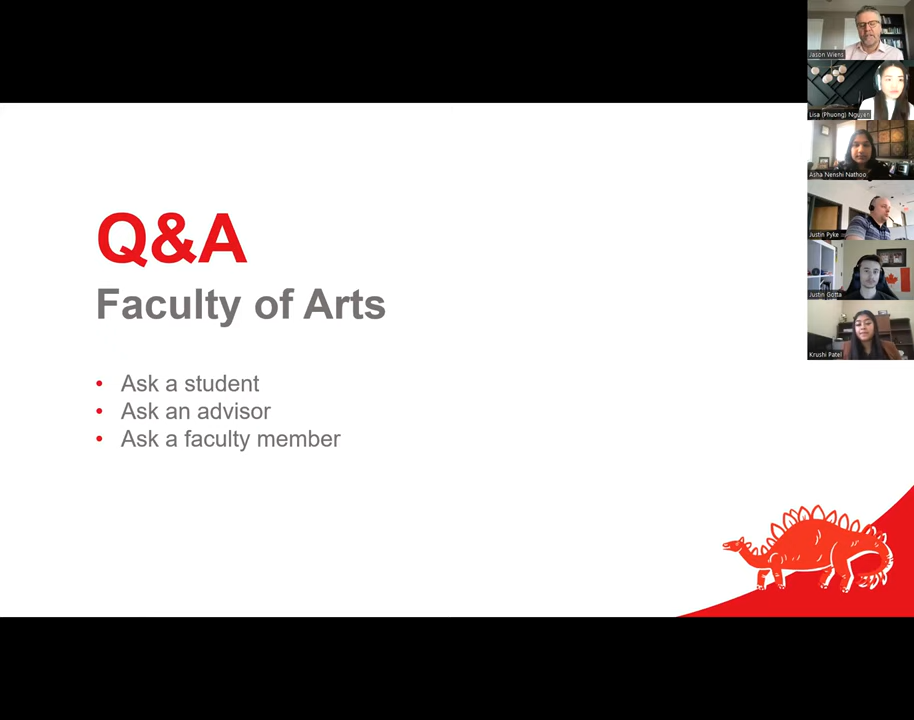 Q&A
Faculty of Arts
• Ask a student
• Ask an advisor
• Ask a faculty member
Jason Wiens
Lisa (Phuong) Nguyen
Asha Nenshi Nathoo
Justin Pyke
Justin Gotta
Krushi Patel